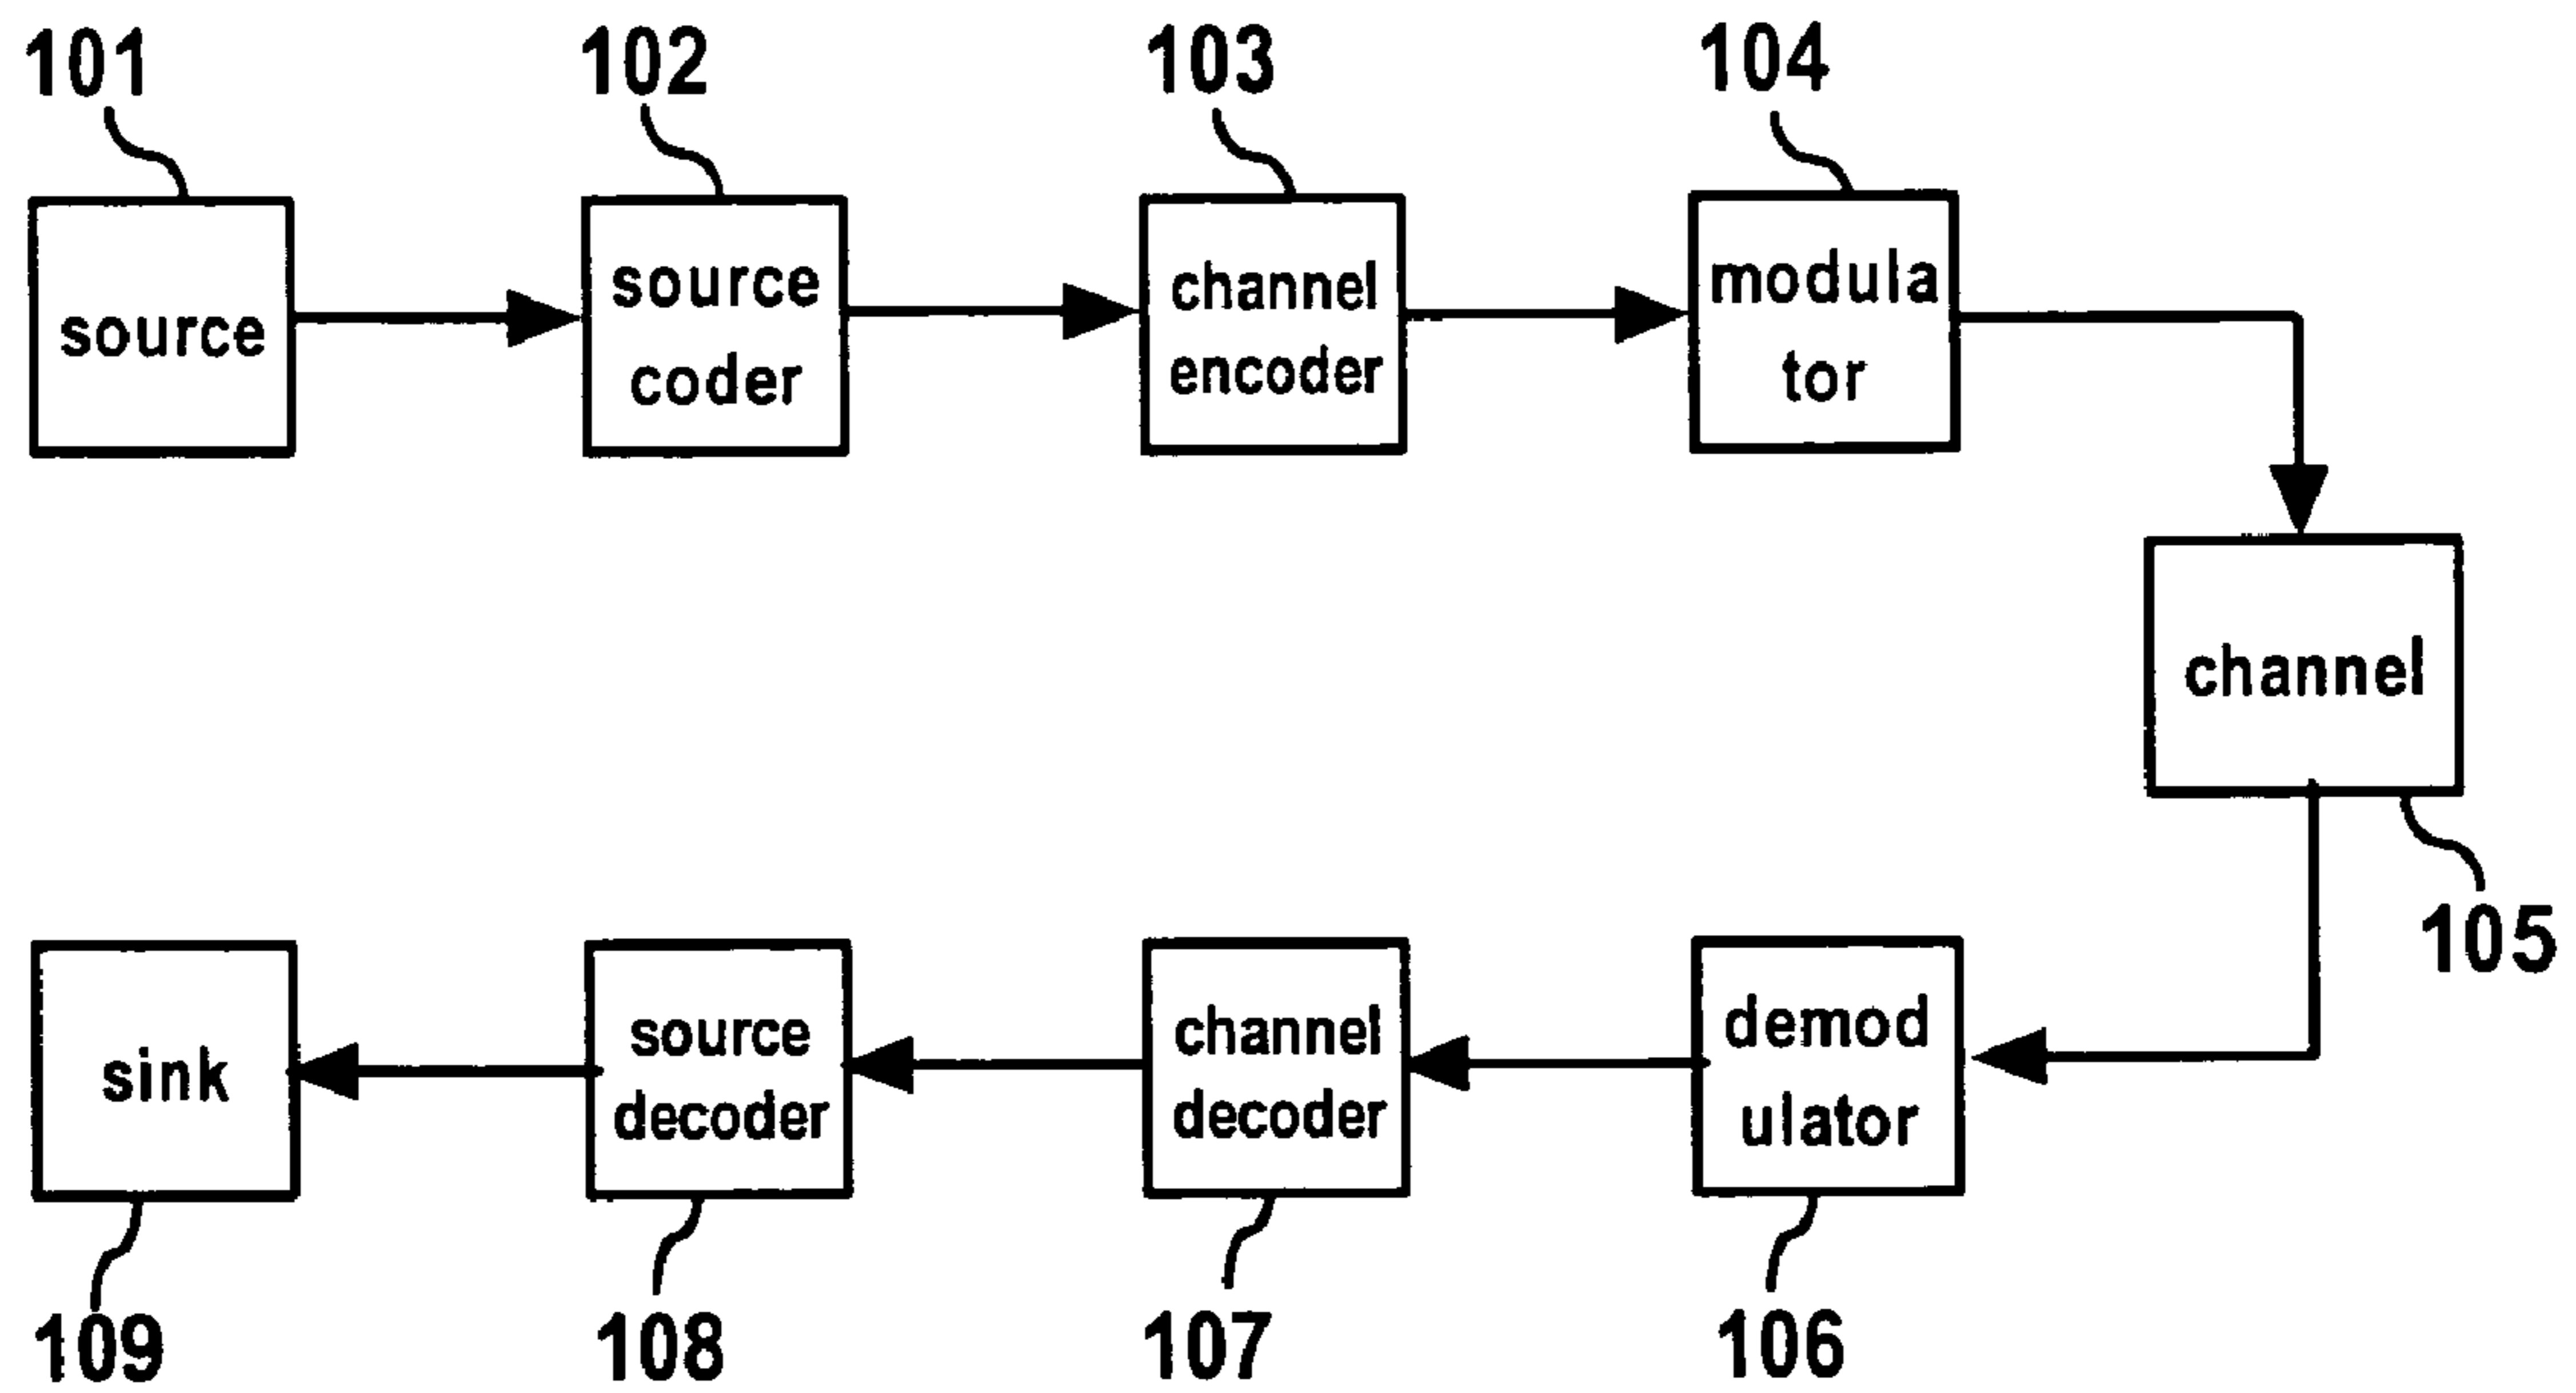 101
102
103
104
source
source
coder
channel
encoder
modula
tor
channel
105
sink
source
decoder
channel
decoder
demod
ulator
109
108
107
106